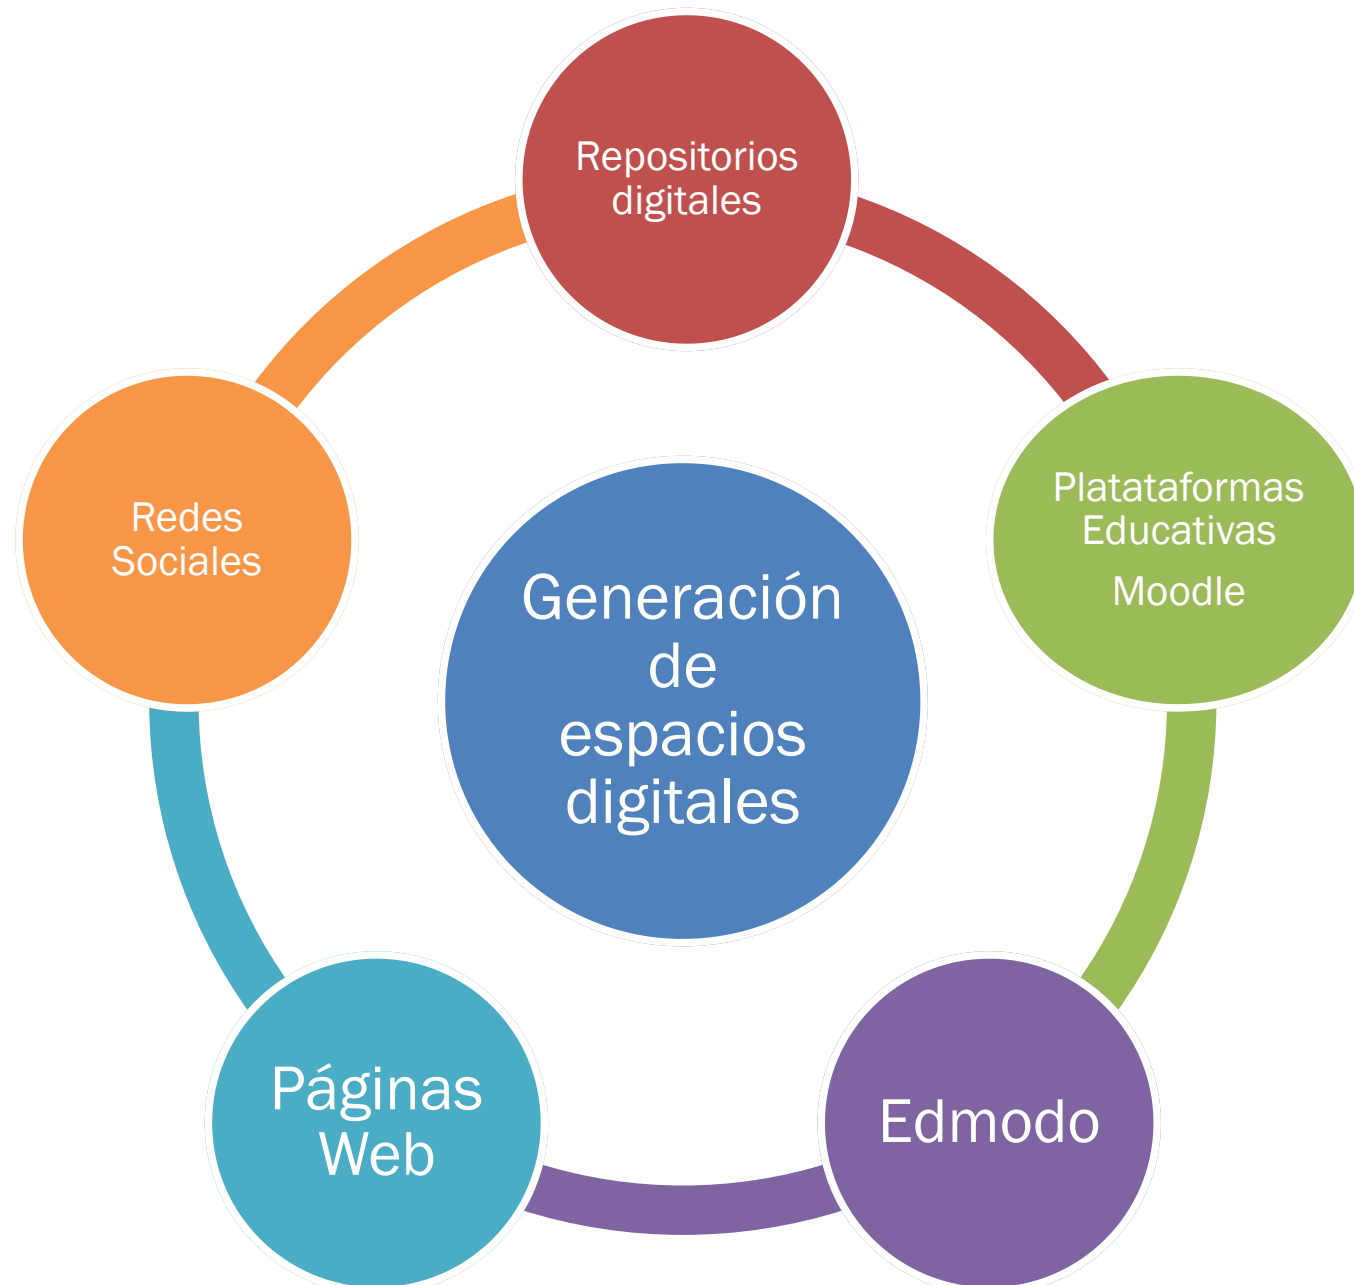 Repositorios
digitales
Platataformas
Educativas
Moodle
Redes
Sociales
Generación
de
espacios
digitales
Páginas
Web
Edmodo